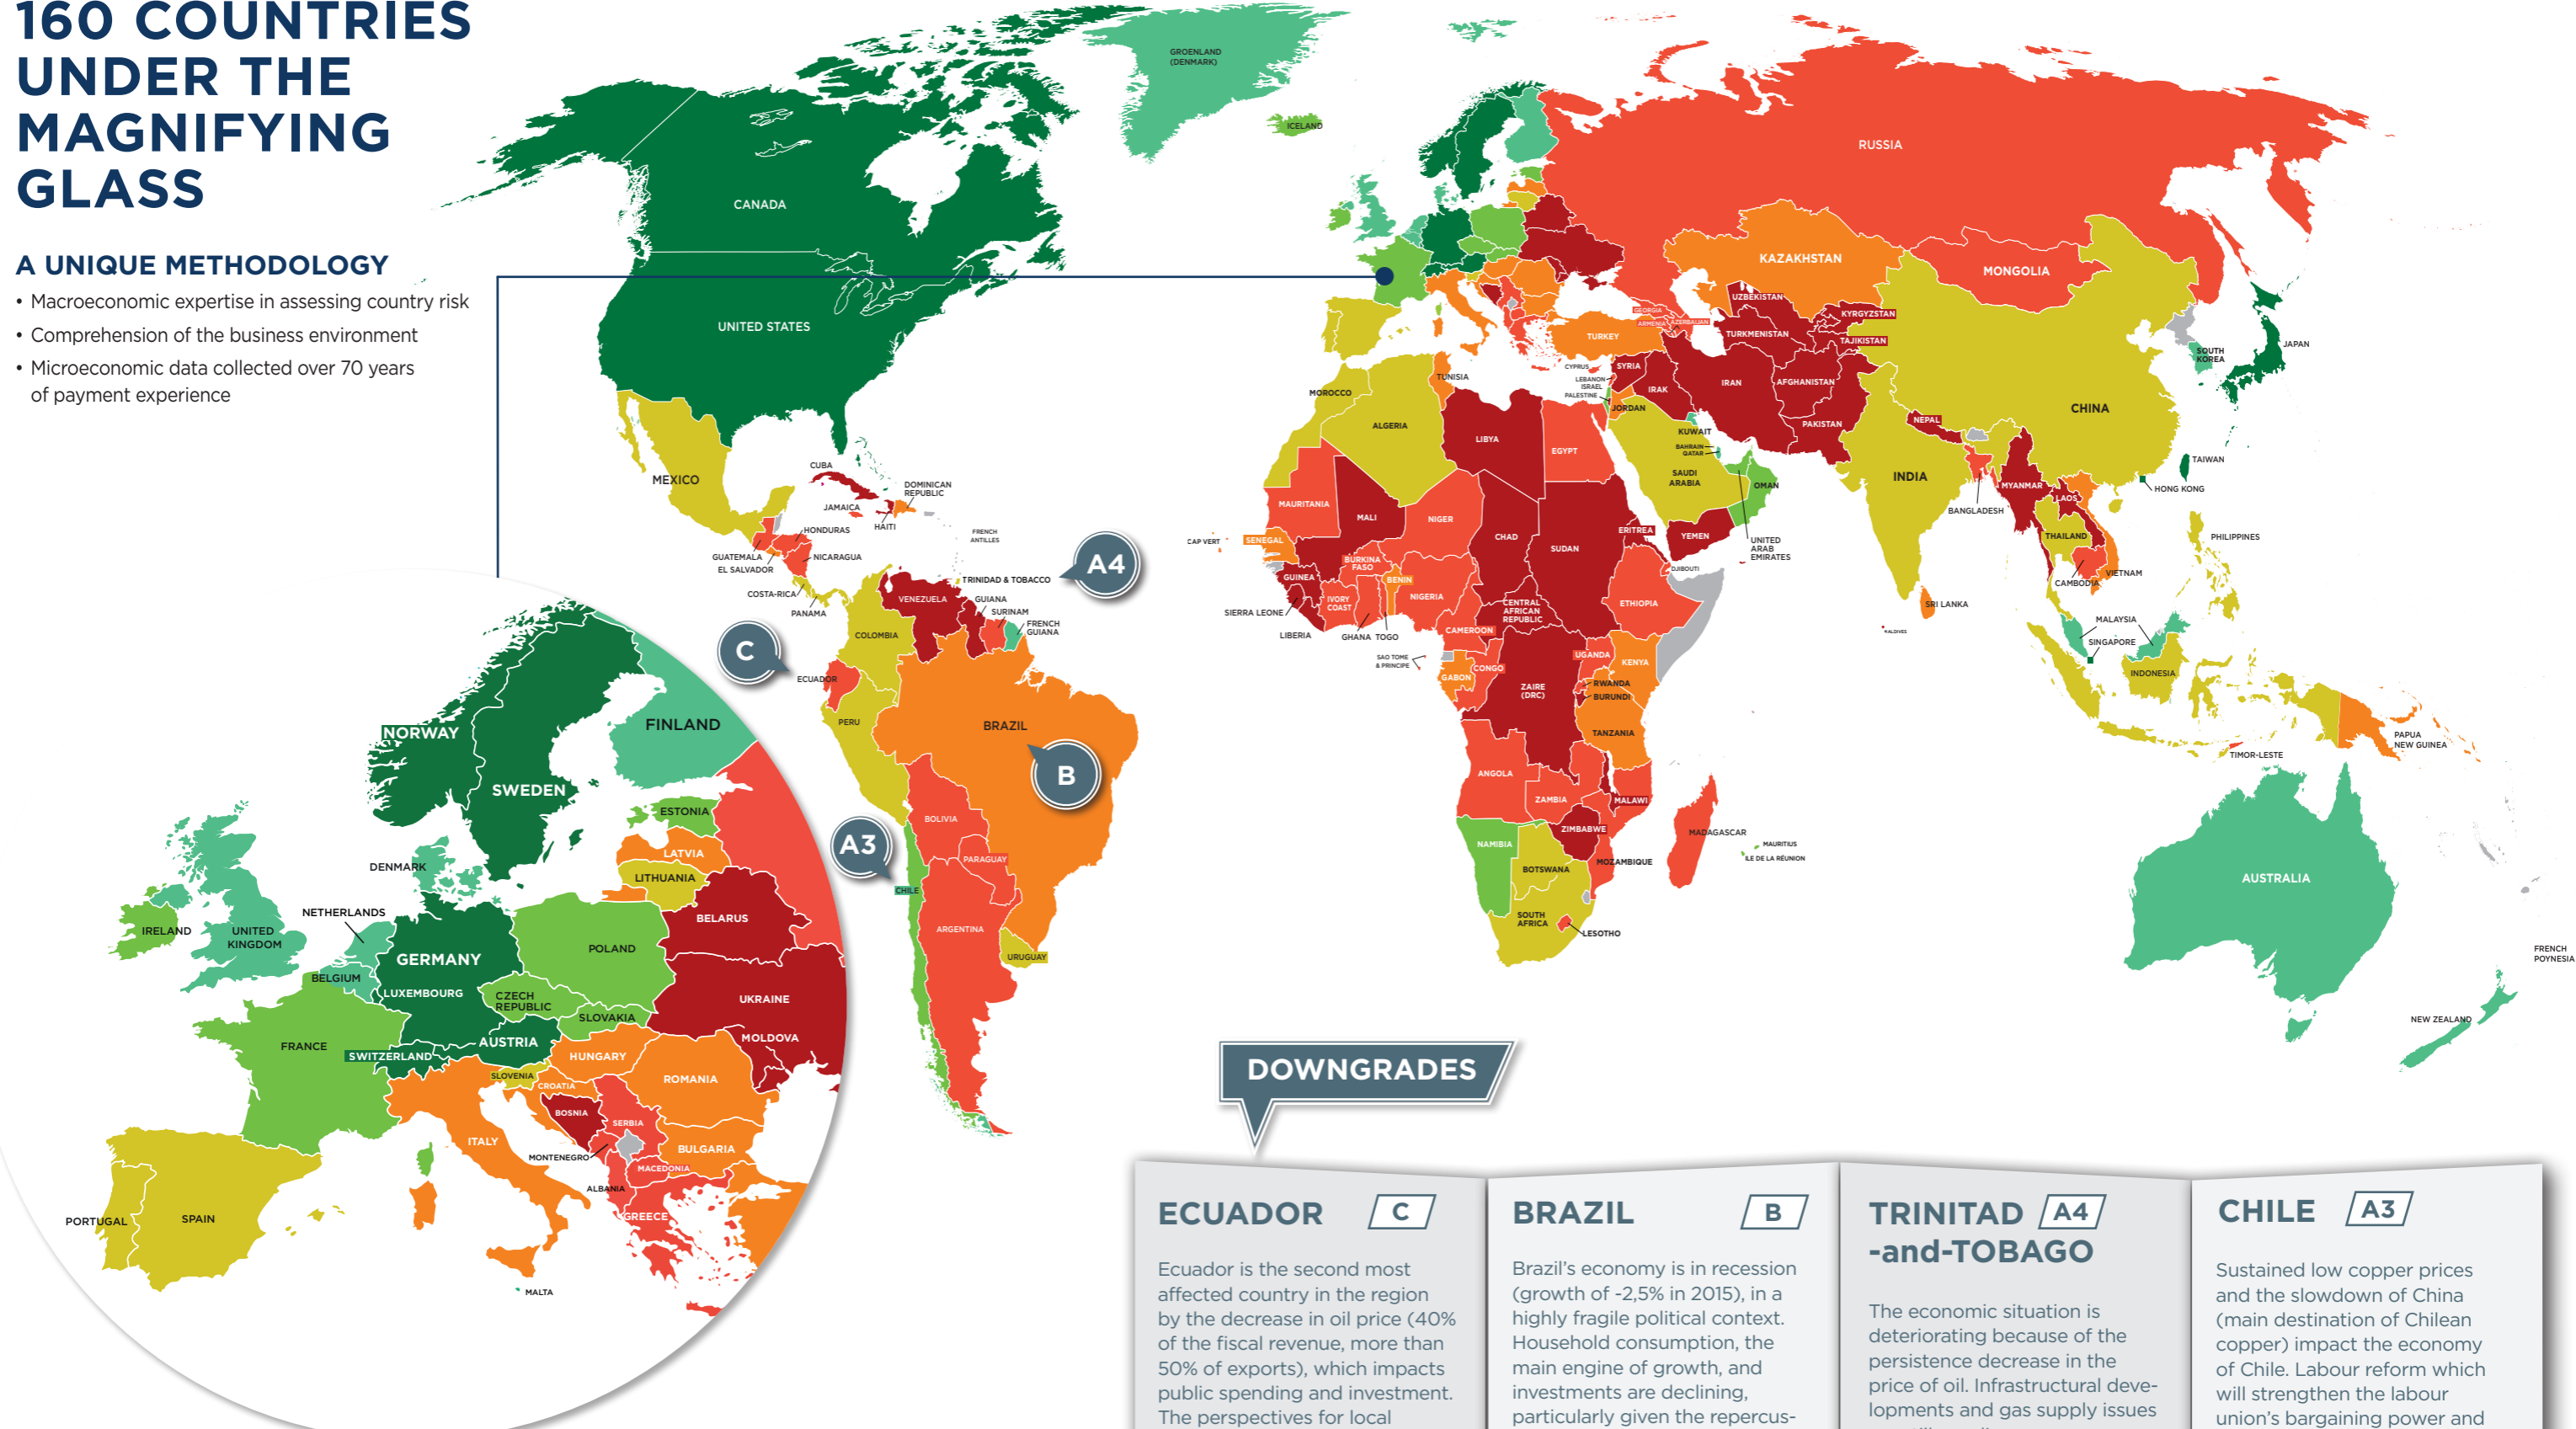 160 COUNTRIES
UNDER THE
MAGNIFYING
GLASS
A UNIQUE METHODOLOGY
• Macroeconomic expertise in assessing country risk
• Comprehension of the business environment
• Microeconomic data collected over 70 years
of payment experience
GROENLAND
(DENMARK)
ICELAND
CANADA
UNITED STATES
MEXICO
CUBA
DOMINICAN
REPUBLIC
JAMAICA
HAITI
HONDURAS
GUATEMALA
NICARAGUA
EL SALVADOR
FRENCH
ANTILLES
COSTA-RICA
PANAMA
TRINIDAD & TOBACCO
A4
VENEZUELA
GUIANA
SURINAM
FRENCH
GUIANA
COLOMBIA
C
ECUADOR
PERU
BRAZIL
B
BOLIVIA
PARAGUAY
A3
CHILE
ARGENTINA
URUGUAY
RUSSIA
KAZAKHSTAN
MONGOLIA
UZBEKISTAN
KYRGYZSTAN
GEORGIA
ARMENIA
AZERBAIJAN
TURKMENISTAN
TAJIKISTAN
TURKEY
CYPRUS
LEBANON
ISRAEL
PALESTINE
SYRIA
IRAK
IRAN
AFGHANISTAN
JORDAN
PAKISTAN
KUWAIT
BAHRAIN
QATAR
SAUDI
ARABIA
OMAN
YEMEN
UNITED
ARAB
EMIRATES
NEPAL
INDIA
CHINA
SOUTH
KOREA
JAPAN
TAIWAN
HONG KONG
BANGLADESH
MYANMAR
LAOS
THAILAND
CAMBODIA
VIETNAM
PHILIPPINES
SRI LANKA
MALDIVES
MALAYSIA
SINGAPORE
INDONESIA
PAPUA
NEW GUINEA
TIMOR-LESTE
AUSTRALIA
NEW ZEALAND
FRENCH
POYNESIA
TUNISIA
MOROCCO
ALGERIA
LIBYA
EGYPT
MAURITANIA
MALI
NIGER
CHAD
SUDAN
ERITREA
CAP VERT
SENEGAL
GUINEA
BURKINA
FASO
BENIN
IVORY
COAST
NIGERIA
SIERRA LEONE
LIBERIA
GHANA
TOGO
CAMEROON
CENTRAL
AFRICAN
REPUBLIC
DJIBOUTI
ETHIOPIA
SAO TOME
& PRINCIPE
GABON
CONGO
ZAIRE
(DRC)
UGANDA
KENYA
RWANDA
BURUNDI
TANZANIA
ANGOLA
ZAMBIA
MALAWI
ZIMBABWE
MOZAMBIQUE
MADAGASCAR
MAURITIUS
ILE DE LA RÉUNION
NAMIBIA
BOTSWANA
SOUTH
AFRICA
LESOTHO
NORWAY
SWEDEN
FINLAND
ESTONIA
LATVIA
LITHUANIA
DENMARK
BELARUS
NETHERLANDS
IRELAND
UNITED
KINGDOM
GERMANY
POLAND
BELGIUM
LUXEMBOURG
CZECH
REPUBLIC
SLOVAKIA
UKRAINE
MOLDOVA
FRANCE
SWITZERLAND
AUSTRIA
HUNGARY
ROMANIA
SLOVENIA
CROATIA
BOSNIA
SERBIA
ITALY
MONTENEGRO
BULGARIA
MACEDONIA
ALBANIA
GREECE
PORTUGAL
SPAIN
MALTA
DOWNGRADES
ECUADOR C
Ecuador is the second most
affected country in the region
by the decrease in oil price (40%
of the fiscal revenue, more than
50% of exports), which impacts
public spending and investment.
The perspectives for local
BRAZIL B
Brazil's economy is in recession
(growth of -2,5% in 2015), in a
highly fragile political context.
Household consumption, the
main engine of growth, and
investments are declining,
particularly given the repercus-
TRINITAD A4
-and-TOBAGO
The economic situation is
deteriorating because of the
persistence decrease in the
price of oil. Infrastructural deve-
lopments and gas supply issues
CHILE A3
Sustained low copper prices
and the slowdown of China
(main destination of Chilean
copper) impact the economy
of Chile. Labour reform which
will strengthen the labour
union's bargaining power and